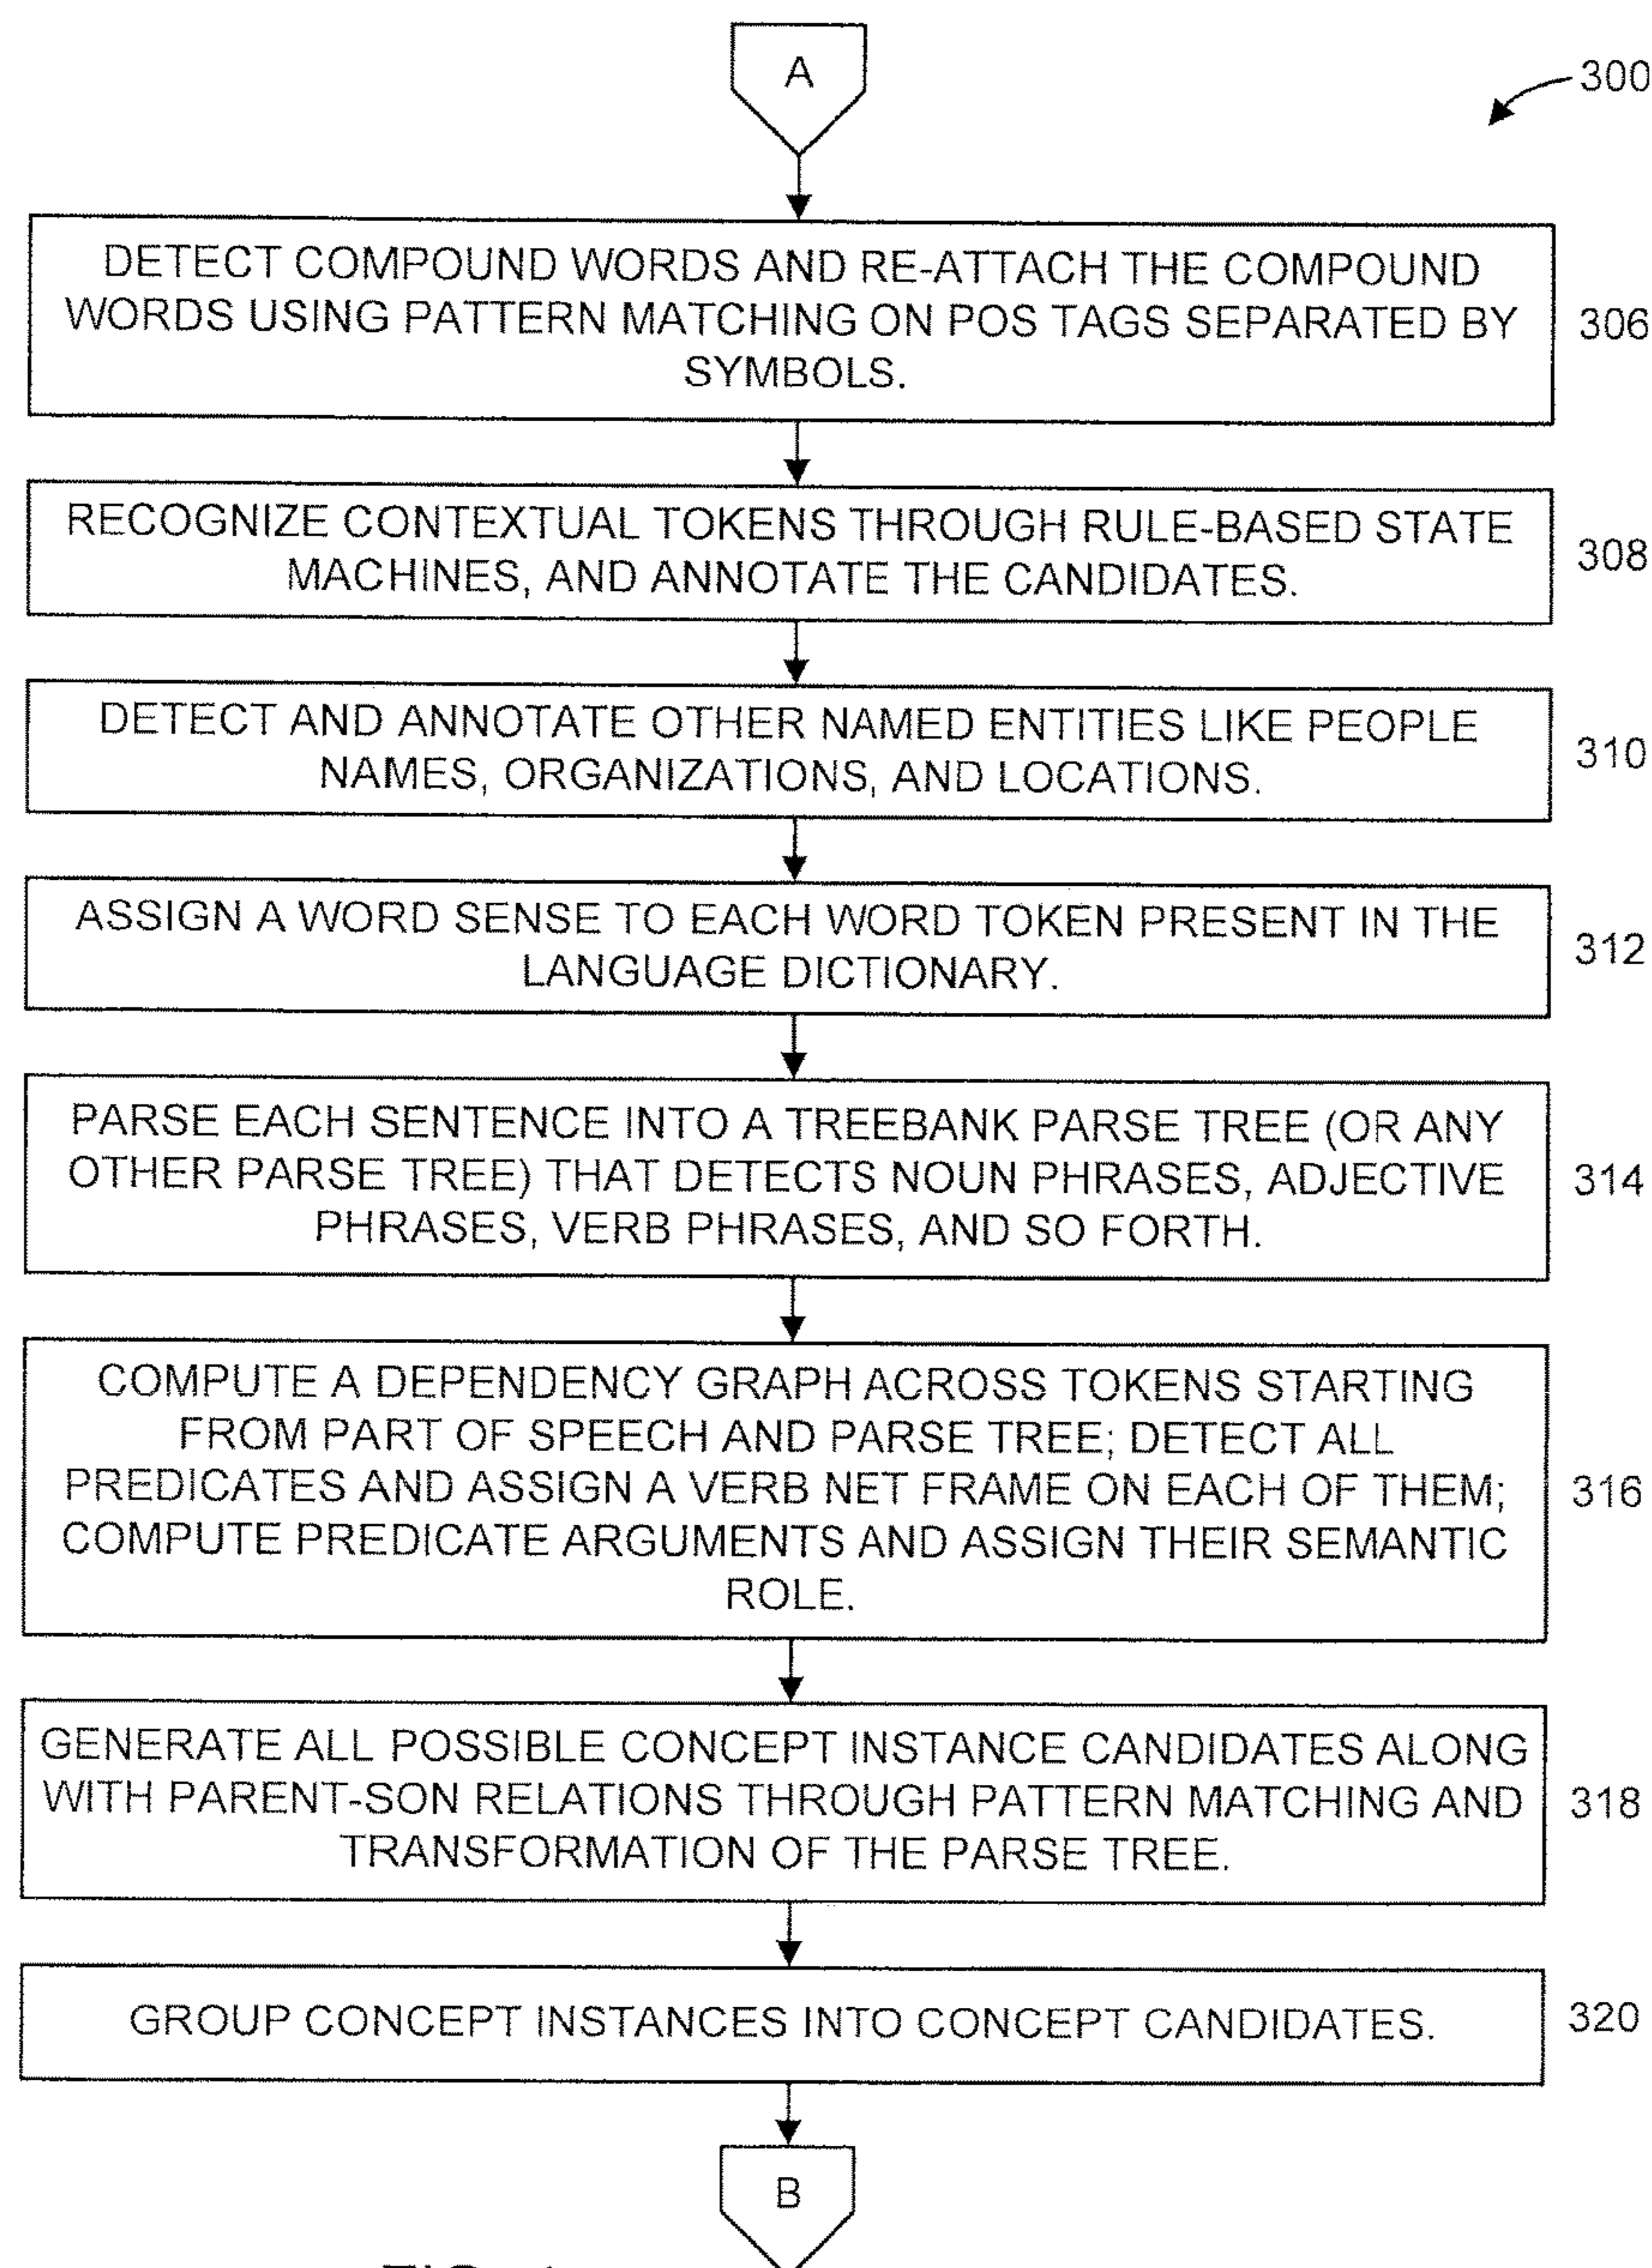 A
300
DETECT COMPOUND WORDS AND RE-ATTACH THE COMPOUND
WORDS USING PATTERN MATCHING ON POS TAGS SEPARATED BY
SYMBOLS.
306
RECOGNIZE CONTEXTUAL TOKENS THROUGH RULE-BASED STATE
MACHINES, AND ANNOTATE THE CANDIDATES.
308
DETECT AND ANNOTATE OTHER NAMED ENTITIES LIKE PEOPLE
NAMES, ORGANIZATIONS, AND LOCATIONS.
310
ASSIGN A WORD SENSE TO EACH WORD TOKEN PRESENT IN THE
LANGUAGE DICTIONARY.
312
PARSE EACH SENTENCE INTO A TREEBANK PARSE TREE (OR ANY
OTHER PARSE TREE) THAT DETECTS NOUN PHRASES, ADJECTIVE
PHRASES, VERB PHRASES, AND SO FORTH.
314
COMPUTE A DEPENDENCY GRAPH ACROSS TOKENS STARTING
FROM PART OF SPEECH AND PARSE TREE; DETECT ALL
PREDICATES AND ASSIGN A VERB NET FRAME ON EACH OF THEM;
COMPUTE PREDICATE ARGUMENTS AND ASSIGN THEIR SEMANTIC
ROLE.
316
GENERATE ALL POSSIBLE CONCEPT INSTANCE CANDIDATES ALONG
WITH PARENT-SON RELATIONS THROUGH PATTERN MATCHING AND
TRANSFORMATION OF THE PARSE TREE.
318
GROUP CONCEPT INSTANCES INTO CONCEPT CANDIDATES.
320
B